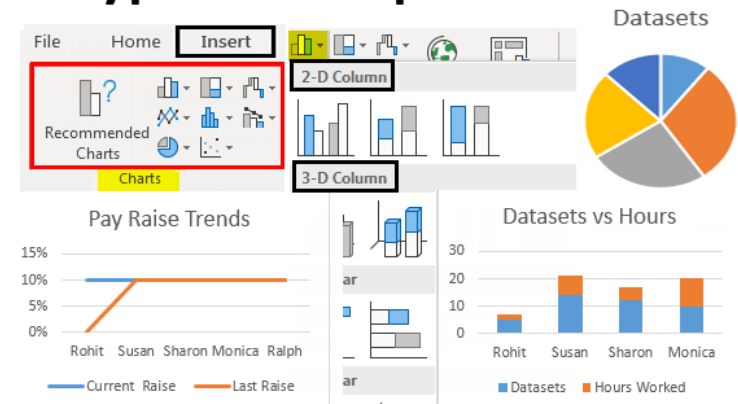 File Home Insert
Recommended
Charts
Charts
2-D Column
3-D Column
Datasets
Pay Raise Trends
15%
10%
5%
0%
Rohit Susan Sharon Monica Ralph
Current Raise Last Raise
ar
ar
Datasets vs Hours
30
20
10
0
Rohit Susan Sharon Monica
Datasets Hours Worked